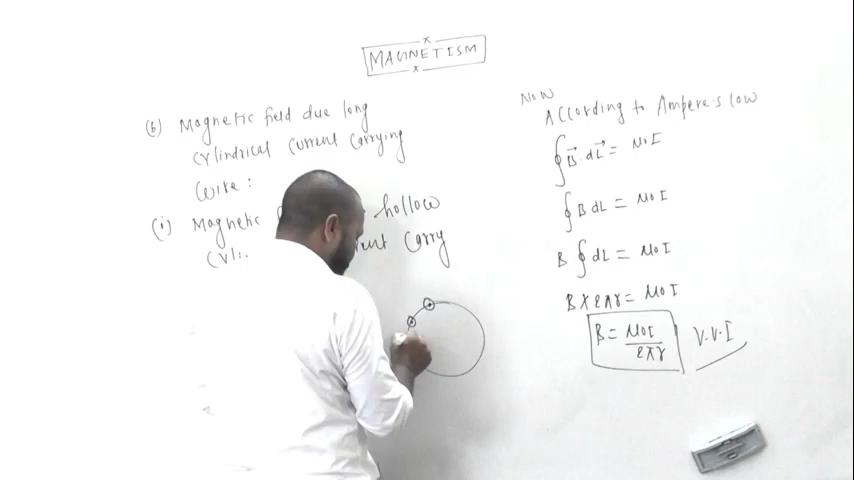 MAGNETISM
(b) Magnetic field due long
cylindrical current carrying
wire:
(i) Magnetic hollow
cyli. rent carry
Now
According to Ampere's law
∮B⃗.dL⃗ = μ₀I
∮B dL = μ₀I
B ∮dL = μ₀I
B×2πr = μ₀I
B = μ₀I / 2πr
V.V.I